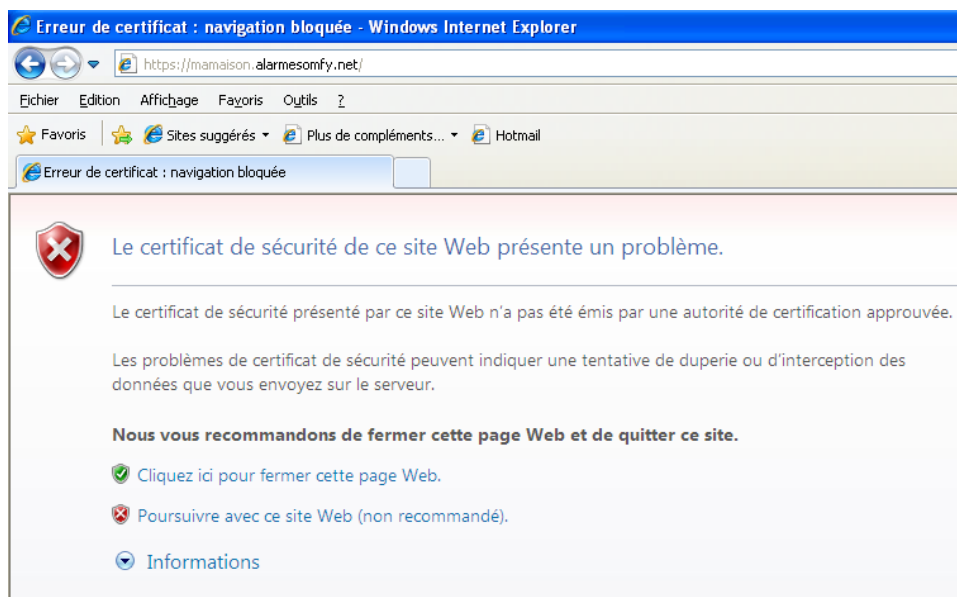 Erreur de certificat : navigation bloquée - Windows Internet Explorer
https://mamaison.alarmesomfy.net/
Fichier Edition Affichage Favoris Outils ?
Favoris Sites suggérés Plus de compléments... Hotmail
Erreur de certificat : navigation bloquée
Le certificat de sécurité de ce site Web présente un problème.
Le certificat de sécurité présenté par ce site Web n'a pas été émis par une autorité de certification approuvée.
Les problèmes de certificat de sécurité peuvent indiquer une tentative de duperie ou d'interception des
données que vous envoyez sur le serveur.
Nous vous recommandons de fermer cette page Web et de quitter ce site.
Cliquez ici pour fermer cette page Web.
Poursuivre avec ce site Web (non recommandé).
Informations